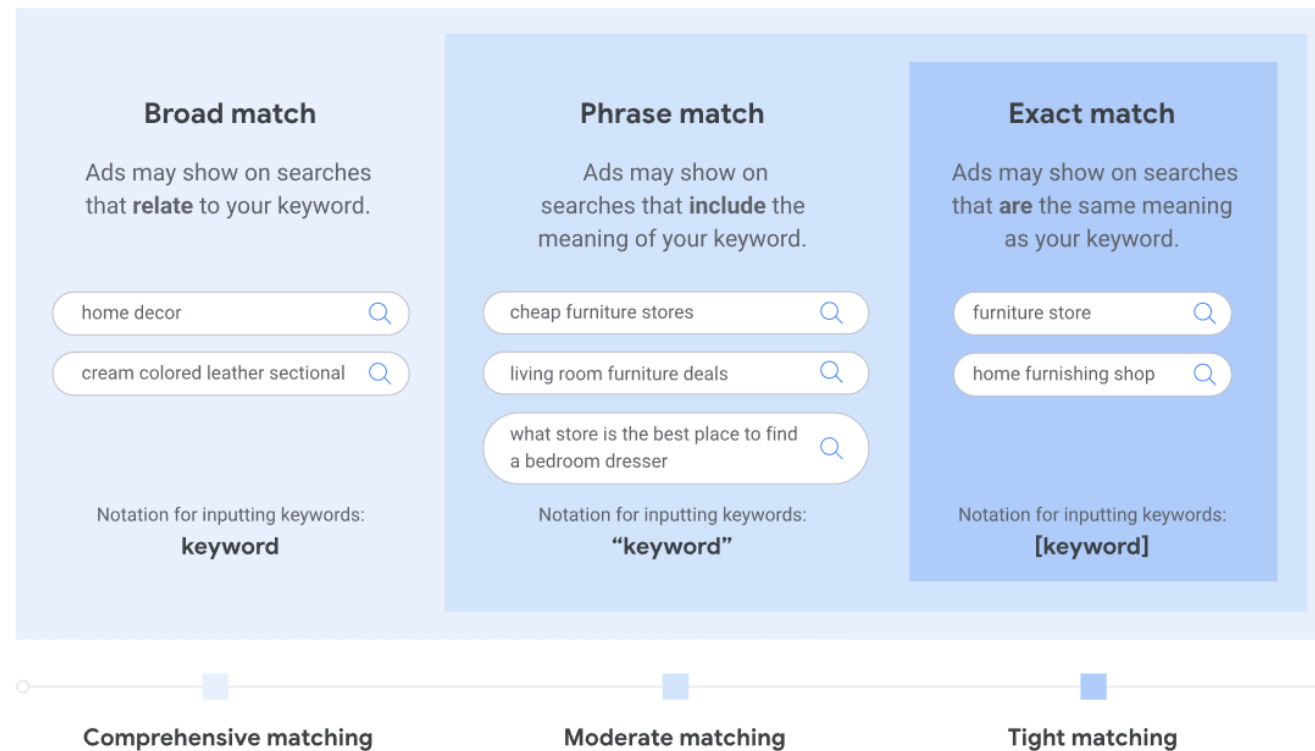 Broad match
Ads may show on searches
that relate to your keyword.
home decor
cream colored leather sectional
Notation for inputting keywords:
keyword
Phrase match
Ads may show on
searches that include the
meaning of your keyword.
cheap furniture stores
living room furniture deals
what store is the best place to find
a bedroom dresser
Notation for inputting keywords:
“keyword”
Exact match
Ads may show on searches
that are the same meaning
as your keyword.
furniture store
home furnishing shop
Notation for inputting keywords:
[keyword]
Comprehensive matching
Moderate matching
Tight matching